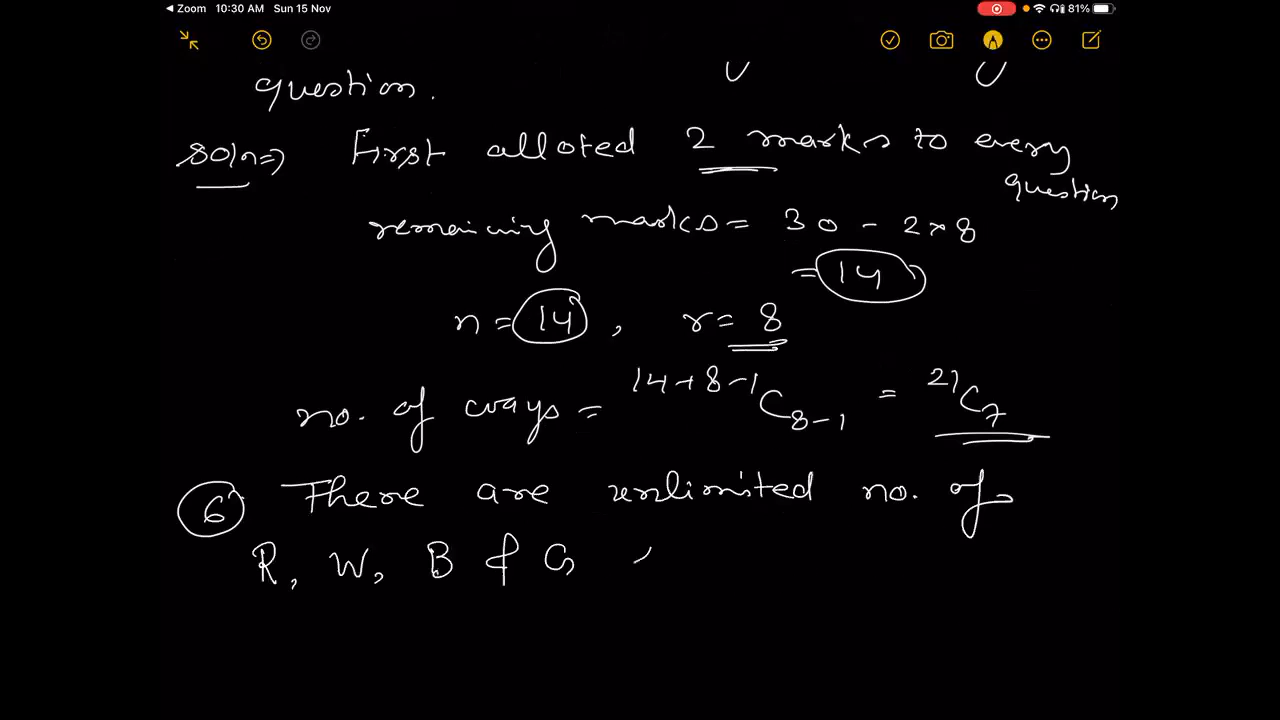 Zoom 10:30 AM Sun 15 Nov 81%
question.
Soln⇒ First alloted 2 marks to every
question
remaining marks = 30 - 2×8
= 14
n = 14, r = 8
no. of ways = ¹⁴⁺⁸⁻¹C₈₋₁ = ²¹C₇
6 There are unlimited no. of
R, W, B & G